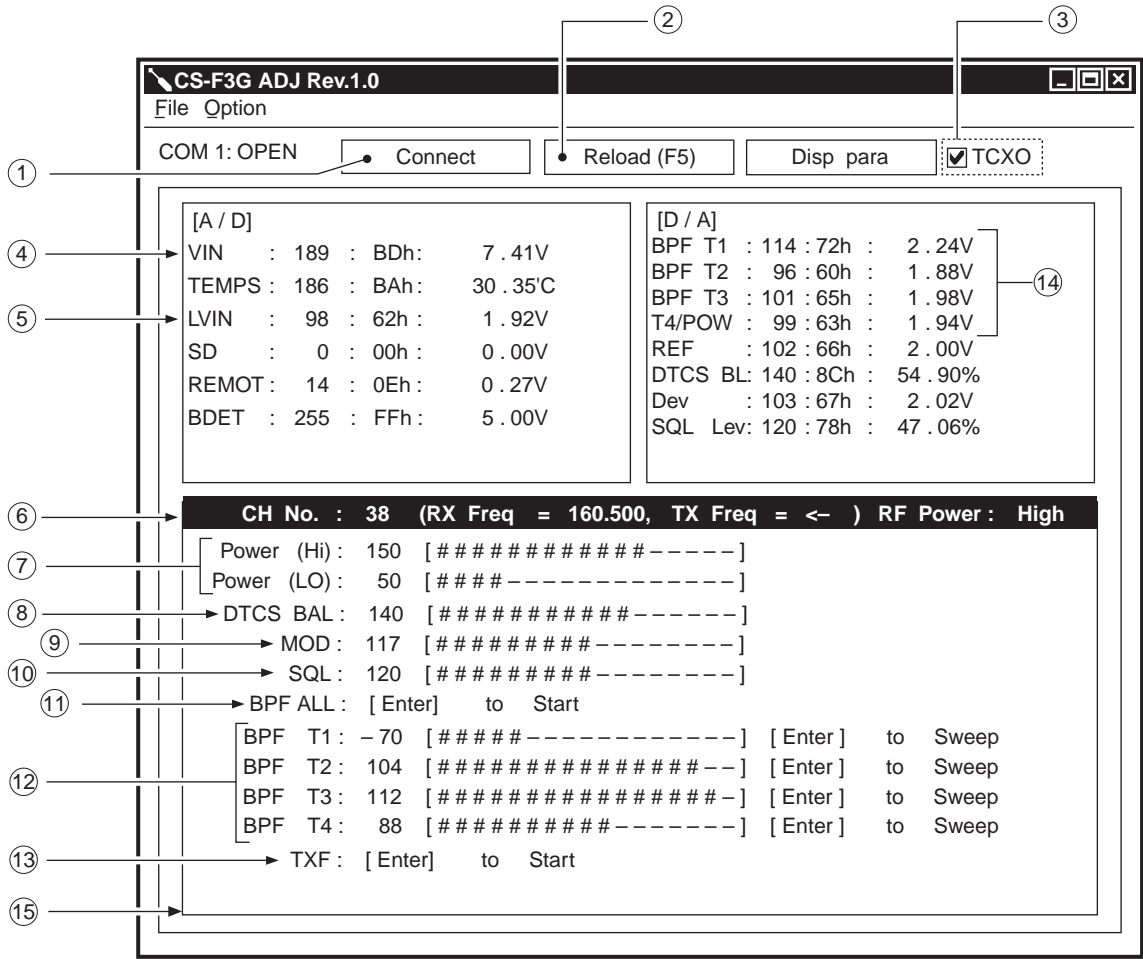 2 3
CS-F3G ADJ Rev.1.0
File Option
COM 1: OPEN Connect Reload (F5) Disp para TCXO
1
[A / D]
4 VIN : 189 : BDh: 7 . 41V
TEMPS : 186 : BAh : 30 . 35'C
5 LVIN : 98 : 62h : 1 . 92V
SD : 0 : 00h : 0 . 00V
REMOT : 14 : 0Eh : 0 . 27V
BDET : 255 : FFh : 5 . 00V
[D / A]
BPF T1 : 114 : 72h : 2 . 24V
BPF T2 : 96 : 60h : 1 . 88V
BPF T3 : 101 : 65h : 1 . 98V
T4/POW : 99 : 63h : 1 . 94V
14
REF : 102 : 66h : 2 . 00V
DTCS BL: 140 : 8Ch : 54 . 90%
Dev : 103 : 67h : 2 . 02V
SQL Lev: 120 : 78h : 47 . 06%
6 CH No. : 38 (RX Freq = 160.500, TX Freq = <– ) RF Power : High
7
Power (Hi) : 150 [ # # # # # # # # # # # # – – – – – ]
Power (LO) : 50 [ # # # # – – – – – – – – – – – – – ]
8 DTCS BAL : 140 [ # # # # # # # # # # # – – – – – – ]
9 MOD : 117 [ # # # # # # # # # – – – – – – – – ]
10 SQL : 120 [ # # # # # # # # # – – – – – – – – ]
11 BPF ALL : [ Enter] to Start
12
BPF T1 : – 70 [ # # # # # – – – – – – – – – – – – ] [ Enter ] to Sweep
BPF T2 : 104 [ # # # # # # # # # # # # # # # – – ] [ Enter ] to Sweep
BPF T3 : 112 [ # # # # # # # # # # # # # # # # – ] [ Enter ] to Sweep
BPF T4 : 88 [ # # # # # # # # # # – – – – – – – ] [ Enter ] to Sweep
13 TXF : [ Enter] to Start
15